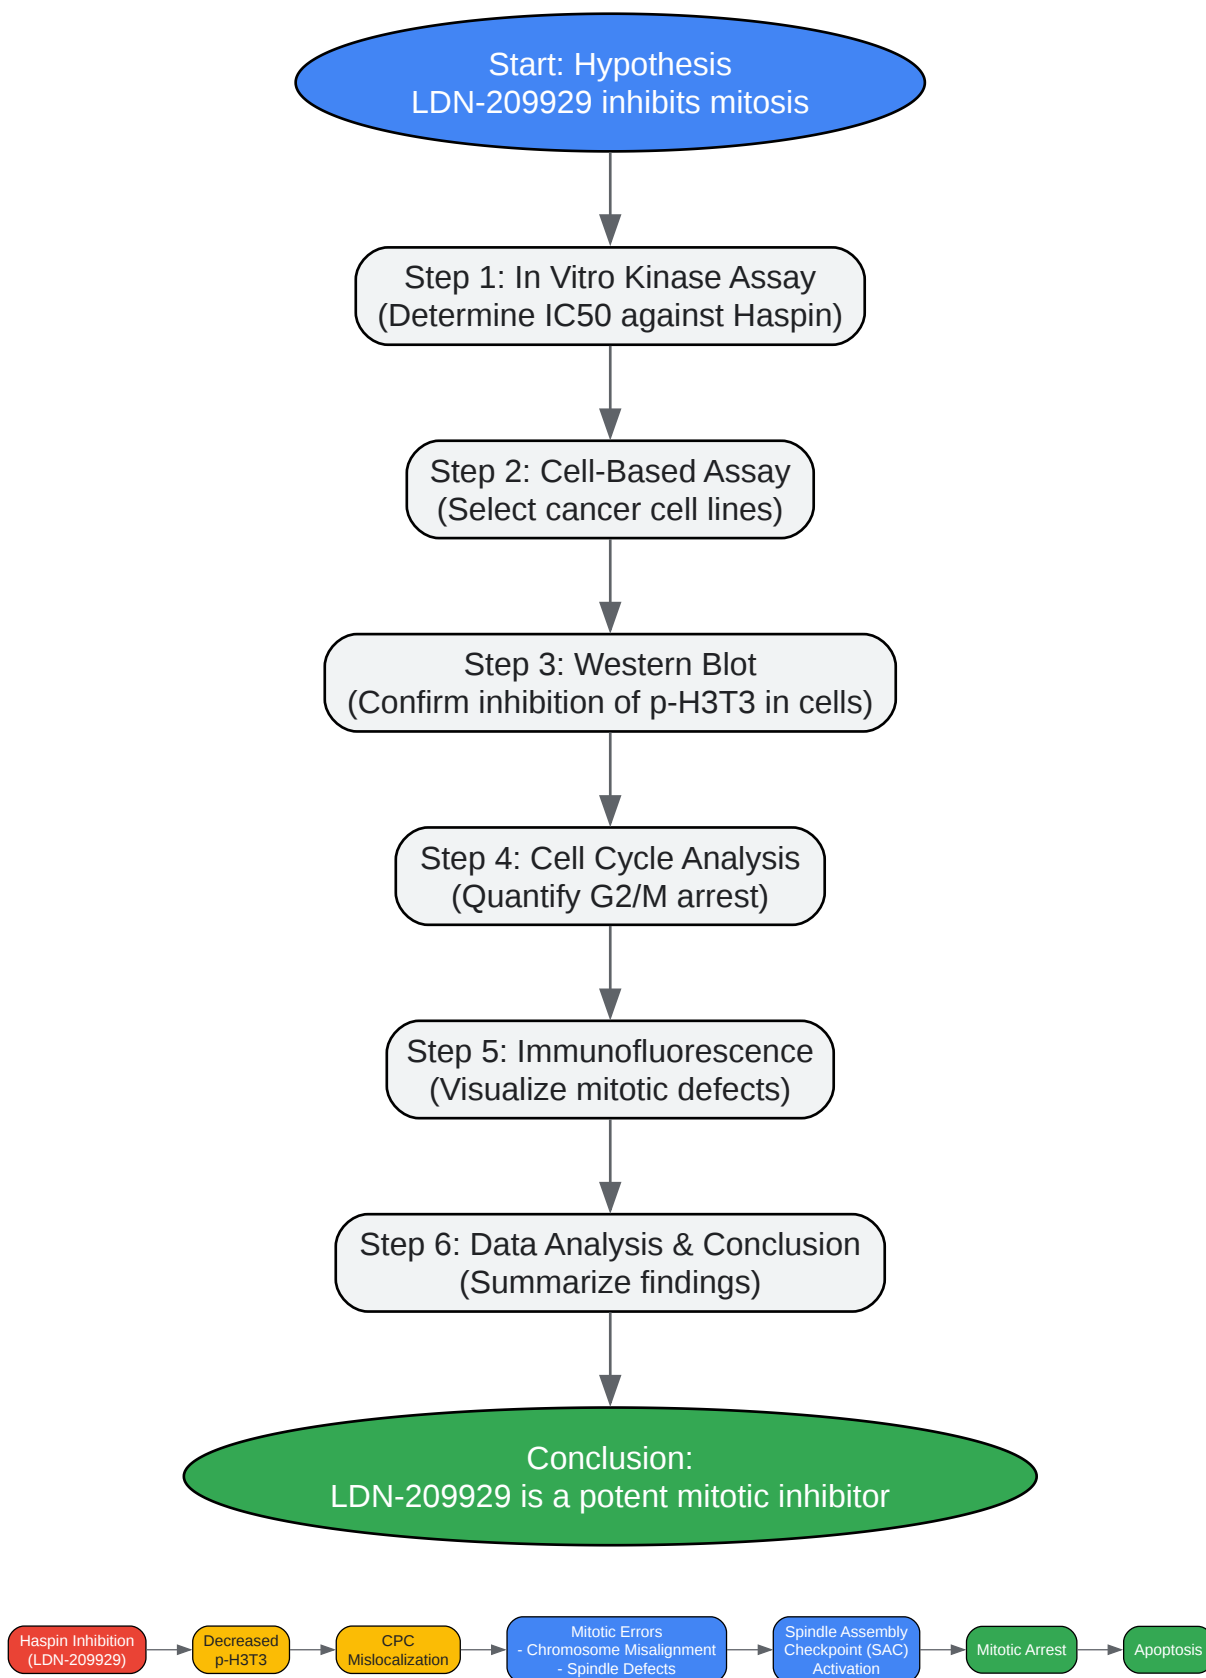 Start: Hypothesis
LDN-209929 inhibits mitosis
Step 1: In Vitro Kinase Assay
(Determine IC50 against Haspin)
Step 2: Cell-Based Assay
(Select cancer cell lines)
Step 3: Western Blot
(Confirm inhibition of p-H3T3 in cells)
Step 4: Cell Cycle Analysis
(Quantify G2/M arrest)
Step 5: Immunofluorescence
(Visualize mitotic defects)
Step 6: Data Analysis & Conclusion
(Summarize findings)
Conclusion:
LDN-209929 is a potent mitotic inhibitor
Haspin Inhibition
(LDN-209929)
Decreased
p-H3T3
CPC
Mislocalization
Mitotic Errors
- Chromosome Misalignment
- Spindle Defects
Spindle Assembly
Checkpoint (SAC)
Activation
Mitotic Arrest
Apoptosis